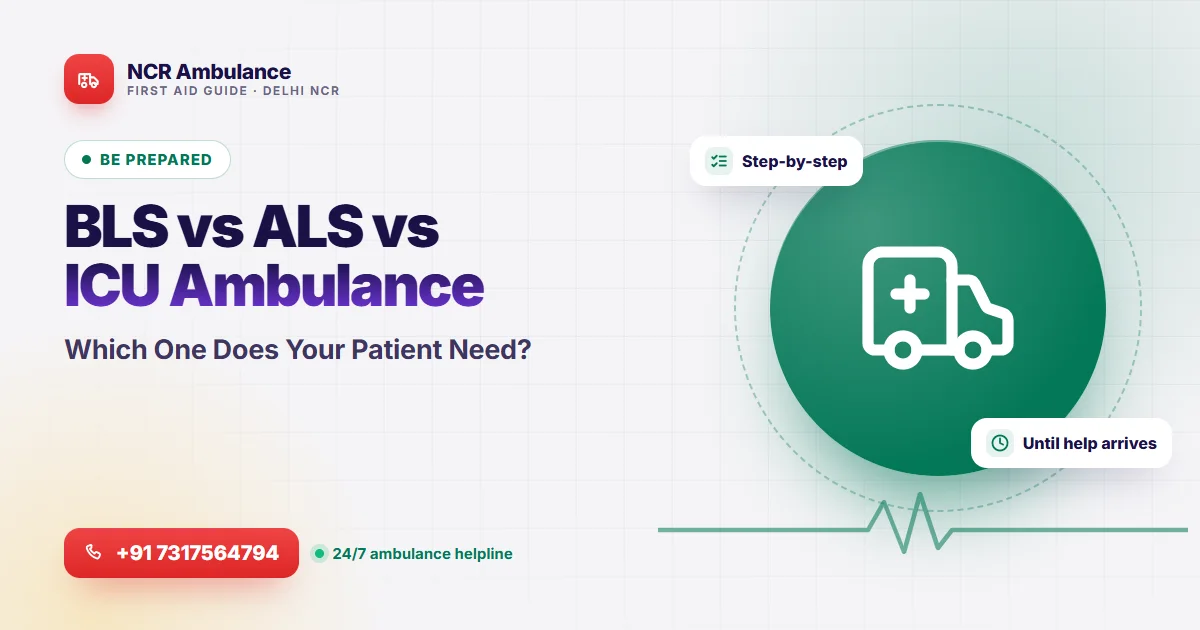 NCR Ambulance
FIRST AID GUIDE · DELHI NCR
BE PREPARED
BLS vs ALS vs
ICU Ambulance
Which One Does Your Patient Need?
+91 7317564794
24/7 ambulance helpline
Step-by-step
Until help arrives